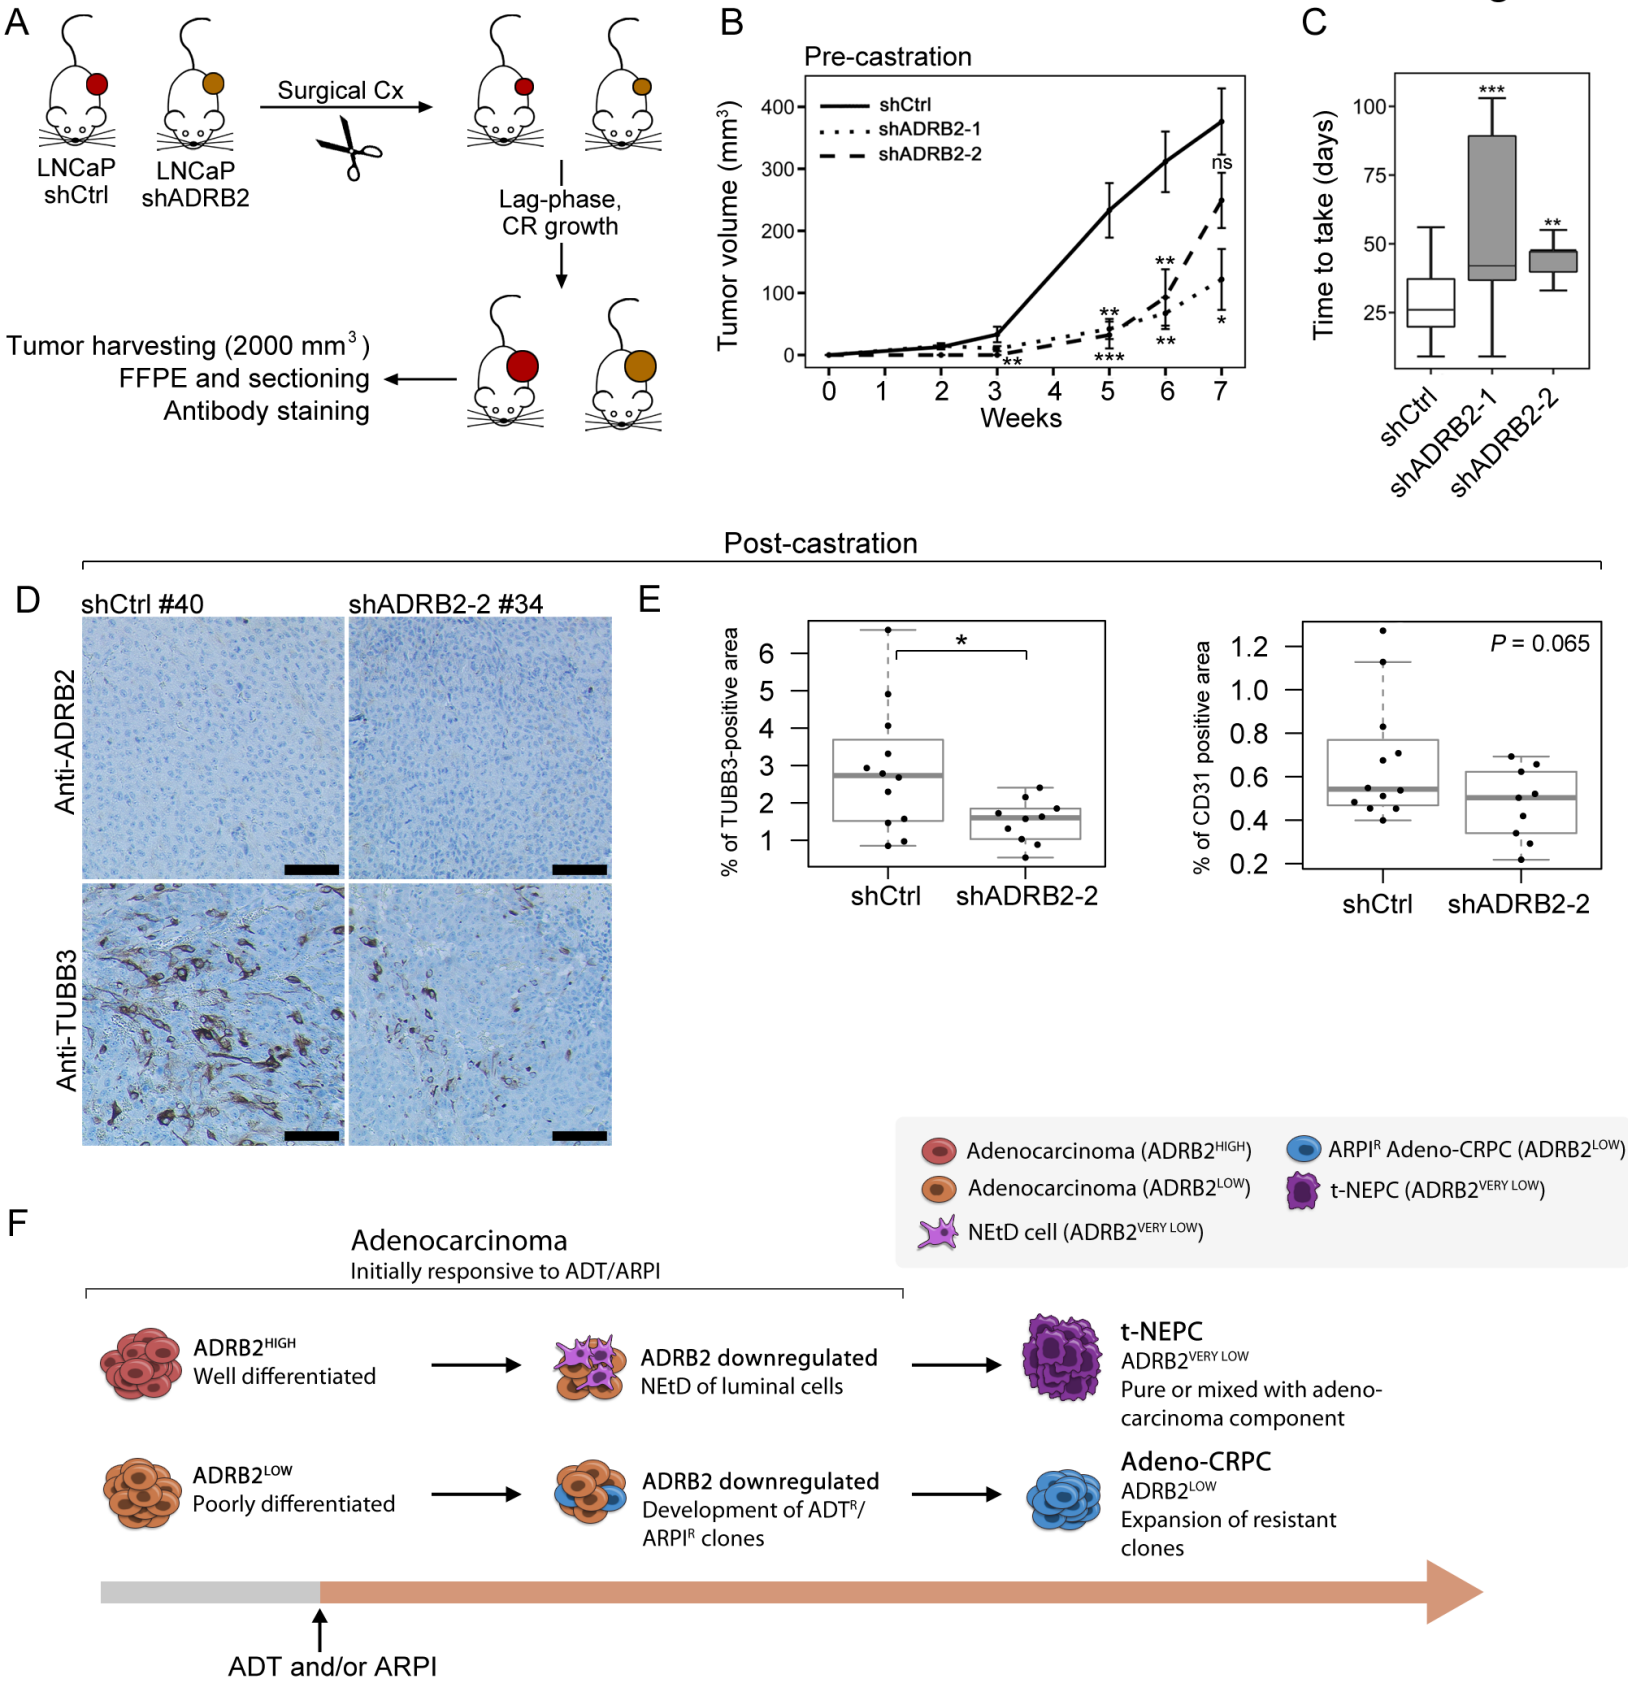 A
LNCaP
shCtrl
LNCaP
shADRB2
Surgical Cx
Lag-phase,
CR growth
Tumor harvesting (2000 mm³)
FFPE and sectioning
Antibody staining
B
Pre-castration
Tumor volume (mm³)
400
300
200
100
0
shCtrl
shADRB2-1
shADRB2-2
**
**
***
**
**
ns
*
0 1 2 3 4 5 6 7
Weeks
C
Time to take (days)
100
75
50
25
***
**
shCtrl
shADRB2-1
shADRB2-2
Post-castration
D
shCtrl #40
shADRB2-2 #34
Anti-ADRB2
Anti-TUBB3
E
% of TUBB3-positive area
6
5
4
3
2
1
*
shCtrl
shADRB2-2
% of CD31 positive area
1.2
1.0
0.8
0.6
0.4
0.2
P = 0.065
shCtrl
shADRB2-2
Adenocarcinoma (ADRB2HIGH)
Adenocarcinoma (ADRB2LOW)
NEtD cell (ADRB2VERY LOW)
ARPIR Adeno-CRPC (ADRB2LOW)
t-NEPC (ADRB2VERY LOW)
F
Adenocarcinoma
Initially responsive to ADT/ARPI
ADRB2HIGH
Well differentiated
ADRB2 downregulated
NEtD of luminal cells
t-NEPC
ADRB2VERY LOW
Pure or mixed with adeno-
carcinoma component
ADRB2LOW
Poorly differentiated
ADRB2 downregulated
Development of ADTR/
ARPIR clones
Adeno-CRPC
ADRB2LOW
Expansion of resistant
clones
ADT and/or ARPI